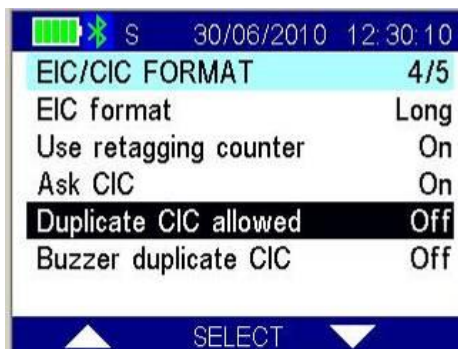 S 30/06/2010 12:30:10
EIC/CIC FORMAT 4/5
EIC format Long
Use retagging counter On
Ask CIC On
Duplicate CIC allowed Off
Buzzer duplicate CIC Off
SELECT